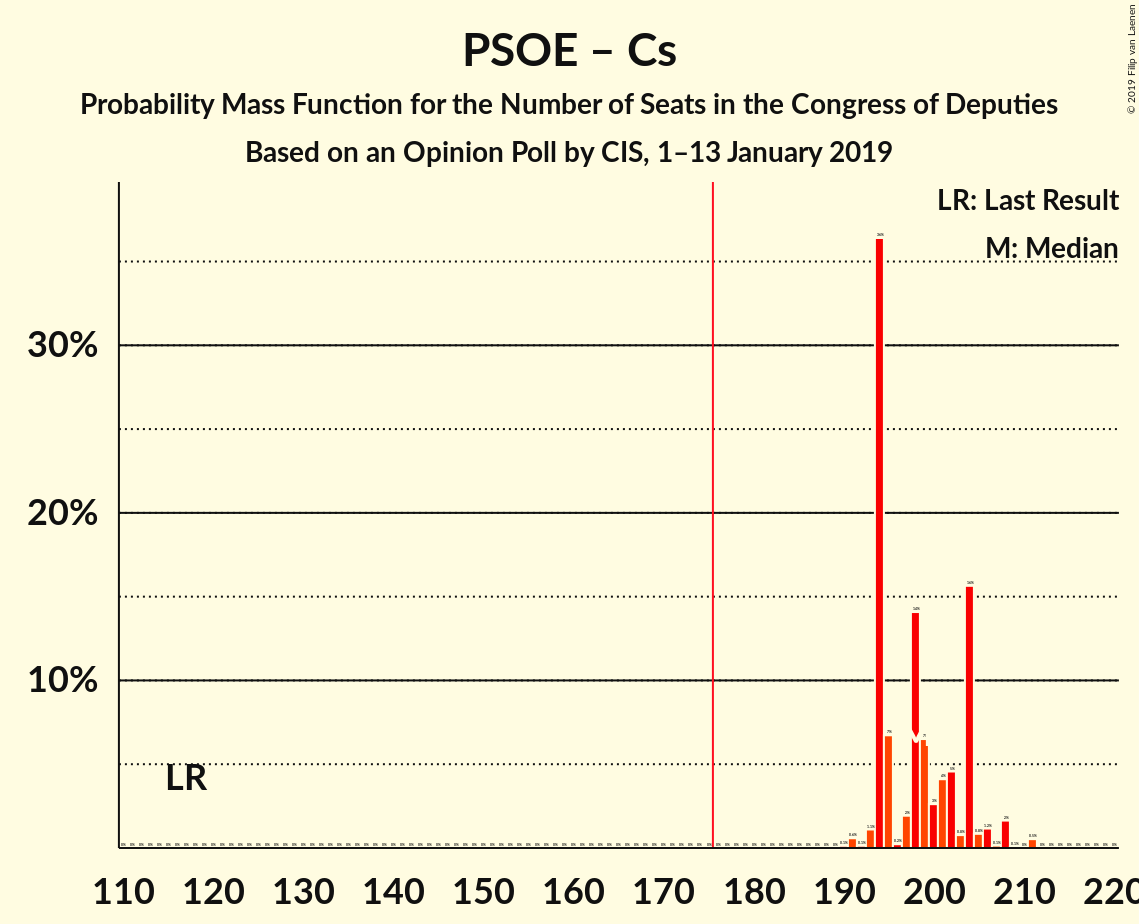 PSOE – Cs
Probability Mass Function for the Number of Seats in the Congress of Deputies
Based on an Opinion Poll by CIS, 1–13 January 2019
© 2019 Filip van Laenen
LR: Last Result
M: Median
30%
20%
10%
LR
110 120 130 140 150 160 170 180 190 200 210 220